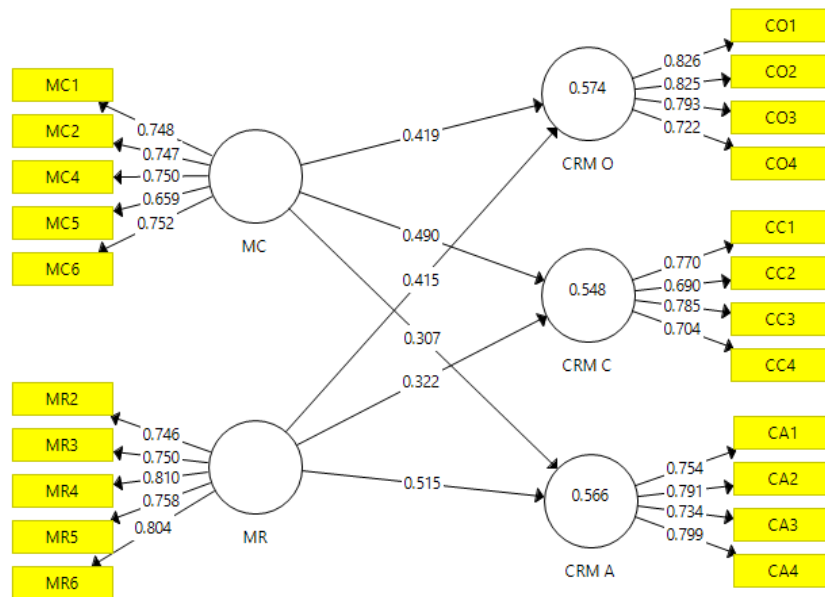 MC1
MC2
MC4
MC5
MC6
0.748
0.747
0.750
0.659
0.752
MC
MR2
MR3
MR4
MR5
MR6
0.746
0.750
0.810
0.758
0.804
MR
0.419
0.490
0.415
0.307
0.322
0.515
0.574
CRM O
0.826
0.825
0.793
0.722
CO1
CO2
CO3
CO4
0.548
CRM C
0.770
0.690
0.785
0.704
CC1
CC2
CC3
CC4
0.566
CRM A
0.754
0.791
0.734
0.799
CA1
CA2
CA3
CA4